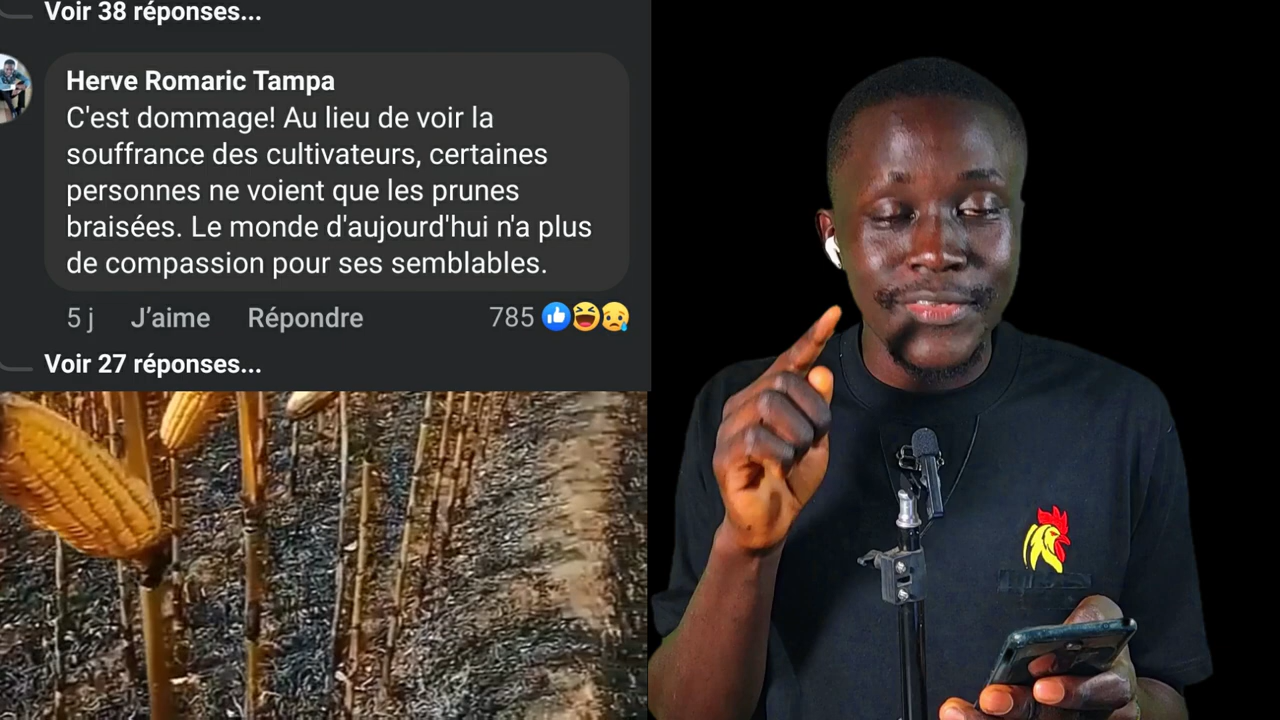 Voir 38 réponses...
Herve Romaric Tampa
C'est dommage! Au lieu de voir la
souffrance des cultivateurs, certaines
personnes ne voient que les prunes
braisées. Le monde d'aujourd'hui n'a plus
de compassion pour ses semblables.
5 j J’aime Répondre 785
Voir 27 réponses...